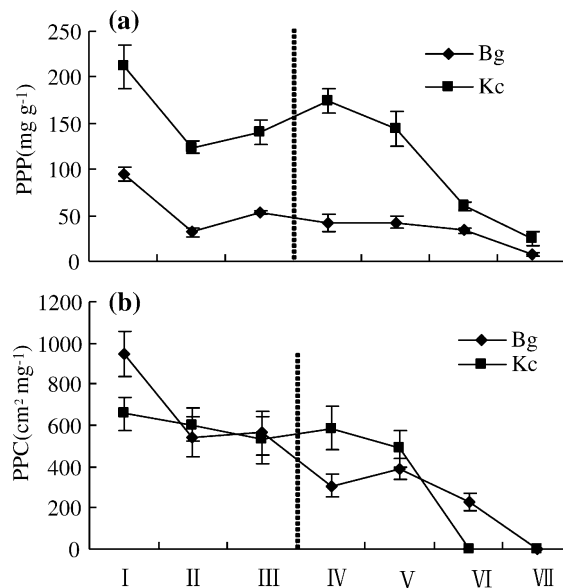 (a)
250
200
150
100
50
0
PPP(mg g-1)
Bg
Kc
(b)
1200
1000
800
600
400
200
0
PPC(cm² mg-1)
Bg
Kc
Ⅰ Ⅱ Ⅲ Ⅳ Ⅴ Ⅵ Ⅶ